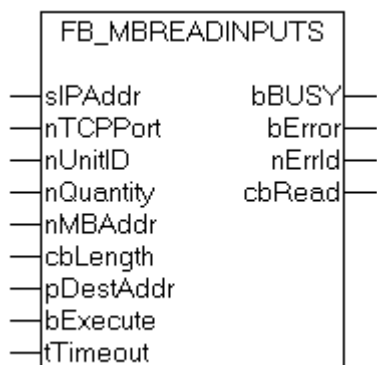 FB_MBREADINPUTS
sIPAddr bBUSY
nTCPPort bError
nUnitID nErrId
nQuantity cbRead
nMBAddr
cbLength
pDestAddr
bExecute
tTimeout